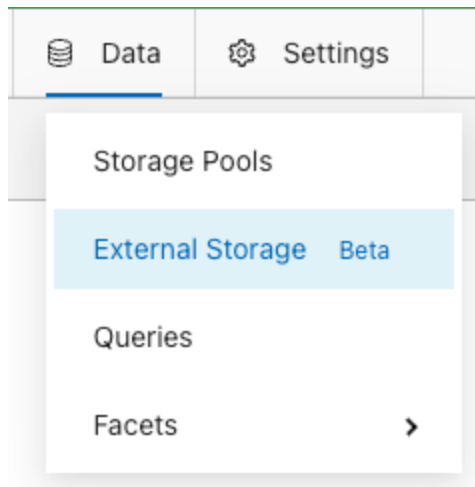 Data Settings
Storage Pools
External Storage Beta
Queries
Facets